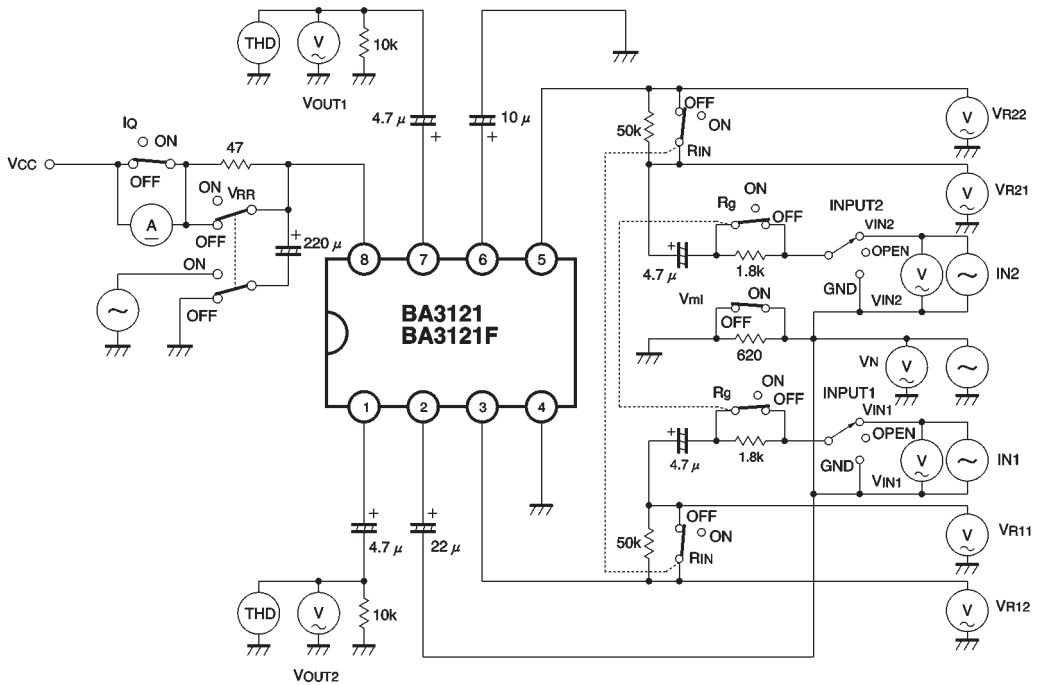 THD
V
10k
VOUT1
4.7 μ
+
10 μ
+
IQ
ON
VCC
OFF
47
A
ON
VRR
OFF
ON
OFF
+
220 μ
8
7
6
5
BA3121
BA3121F
1
2
3
4
+
4.7 μ
+
22 μ
THD
V
10k
VOUT2
50k
OFF
ON
RIN
V
VR22
V
VR21
Rg
ON
OFF
+
4.7 μ
1.8k
INPUT2
VIN2
OPEN
GND
VIN2
V
IN2
VmI
ON
OFF
620
VN
V
Rg
ON
OFF
+
4.7 μ
1.8k
INPUT1
VIN1
OPEN
GND
VIN1
V
IN1
50k
OFF
ON
RIN
V
VR11
V
VR12